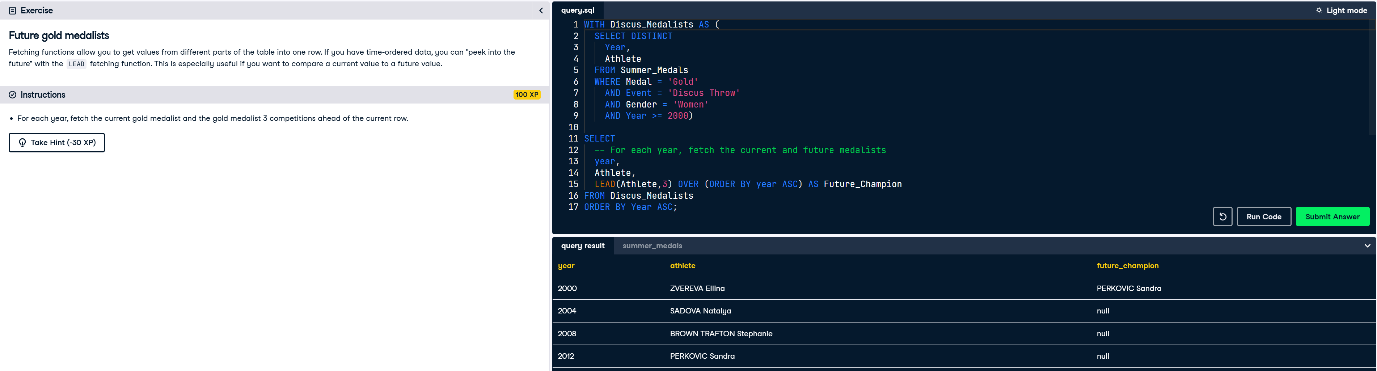 Exercise
Future gold medalists
Fetching functions allow you to get values from different parts of the table into one row. If you have time-ordered data, you can "peek into the
future" with the LEAD fetching function. This is especially useful if you want to compare a current value to a future value.
Instructions
100 XP
• For each year, fetch the current gold medalist and the gold medalist 3 competitions ahead of the current row.
Take Hint (-30 XP)
query.sql
Light mode
1 WITH Discus_Medalists AS (
2 SELECT DISTINCT
3 Year,
4 Athlete
5 FROM Summer_Medals
6 WHERE Medal = 'Gold'
7 AND Event = 'Discus Throw'
8 AND Gender = 'Women'
9 AND Year >= 2000)
10
11 SELECT
12 -- For each year, fetch the current and future medalists
13 year,
14 Athlete,
15 LEAD(Athlete,3) OVER (ORDER BY year ASC) AS Future_Champion
16 FROM Discus_Medalists
17 ORDER BY Year ASC;
Run Code
Submit Answer
query result
summer_medals
year athlete future_champion
2000 ZVEREVA Ellina PERKOVIC Sandra
2004 SADOVA Natalya null
2008 BROWN TRAFTON Stephanie null
2012 PERKOVIC Sandra null